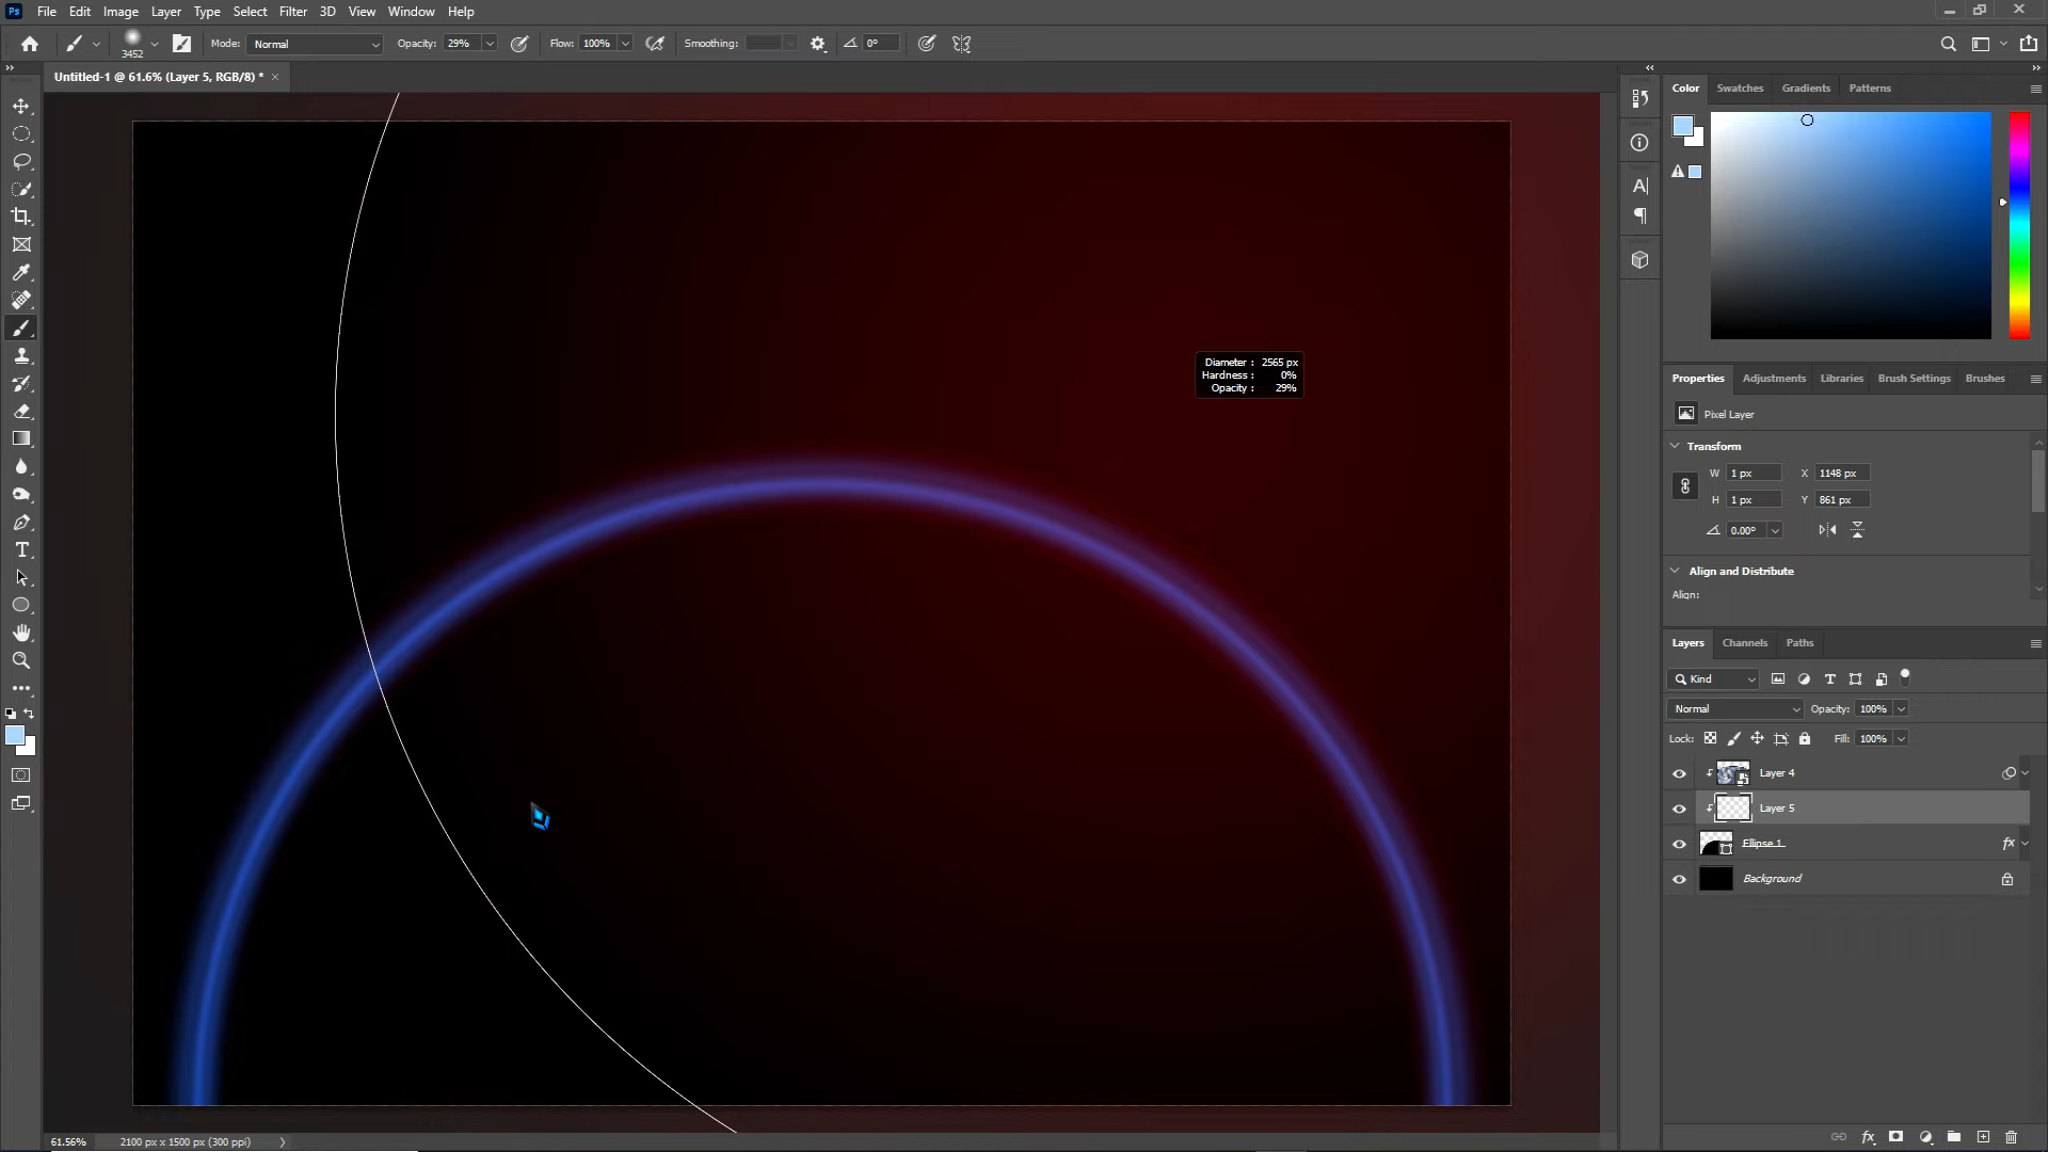 Ps File Edit Image Layer Type Select Filter 3D View Window Help
3452 Mode: Normal Opacity: 29% Flow: 100% Smoothing: 0°
Untitled-1 @ 61.6% (Layer 5, RGB/8) * ×
Diameter : 2565 px
Hardness : 0%
Opacity : 29%
Color Swatches Gradients Patterns
Properties Adjustments Libraries Brush Settings Brushes
Pixel Layer
Transform
W 1 px X 1148 px
H 1 px Y 861 px
0.00°
Align and Distribute
Align:
Layers Channels Paths
Kind
Normal Opacity: 100%
Lock: Fill: 100%
Layer 4
Layer 5
Ellipse 1 fx
Background
61.56% 2100 px x 1500 px (300 ppi)
fx